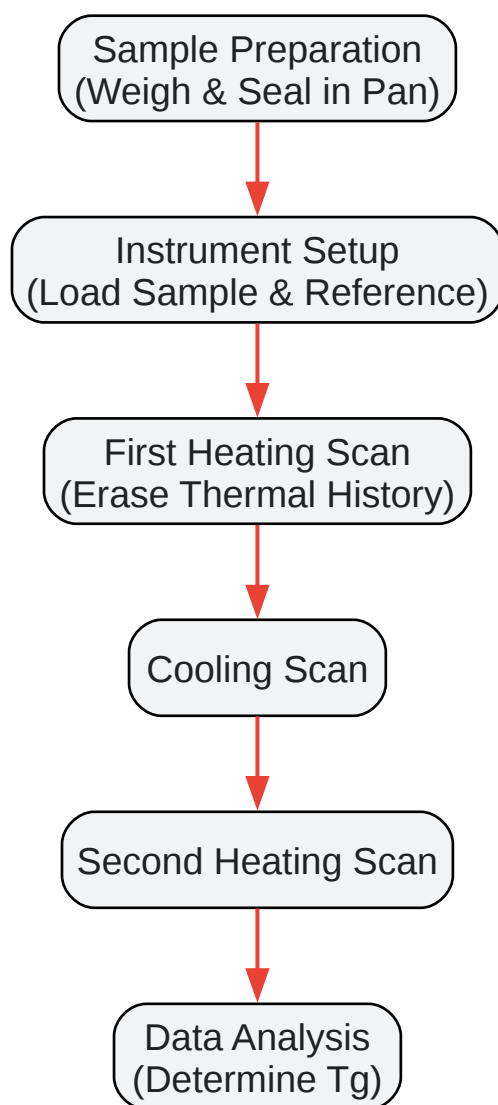 Sample Preparation
(Weigh & Seal in Pan)
Instrument Setup
(Load Sample & Reference)
First Heating Scan
(Erase Thermal History)
Cooling Scan
Second Heating Scan
Data Analysis
(Determine Tg)